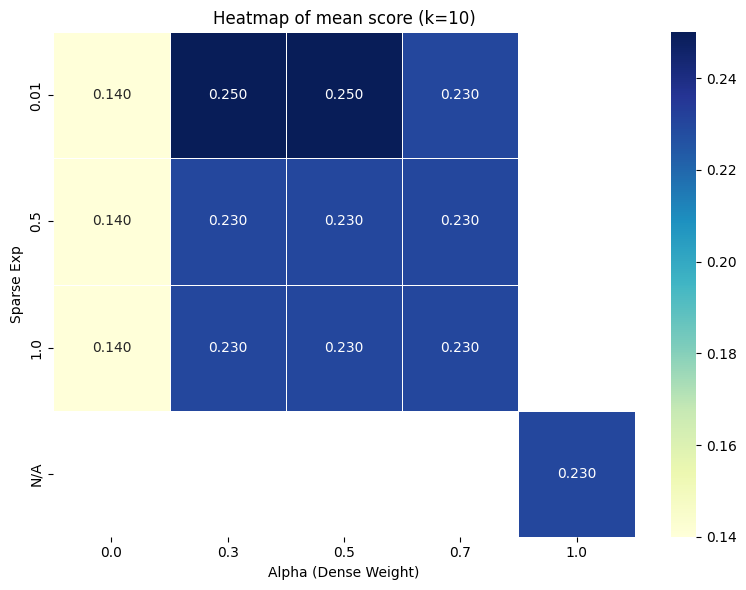 Heatmap of mean score (k=10)
0.01 0.140 0.250 0.250 0.230
0.5 0.140 0.230 0.230 0.230
1.0 0.140 0.230 0.230 0.230
N/A 0.230
Sparse Exp
0.0 0.3 0.5 0.7 1.0
Alpha (Dense Weight)
0.24
0.22
0.20
0.18
0.16
0.14